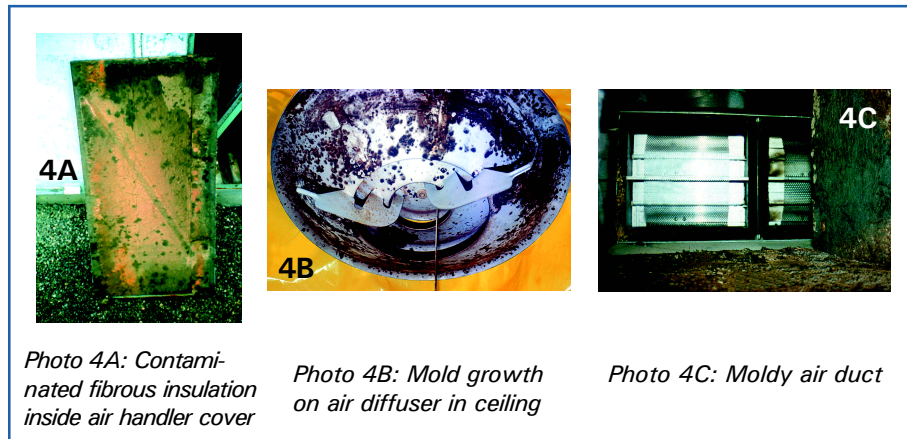 4A
4B
4C
Photo 4A: Contami-
nated fibrous insulation
inside air handler cover
Photo 4B: Mold growth
on air diffuser in ceiling
Photo 4C: Moldy air duct